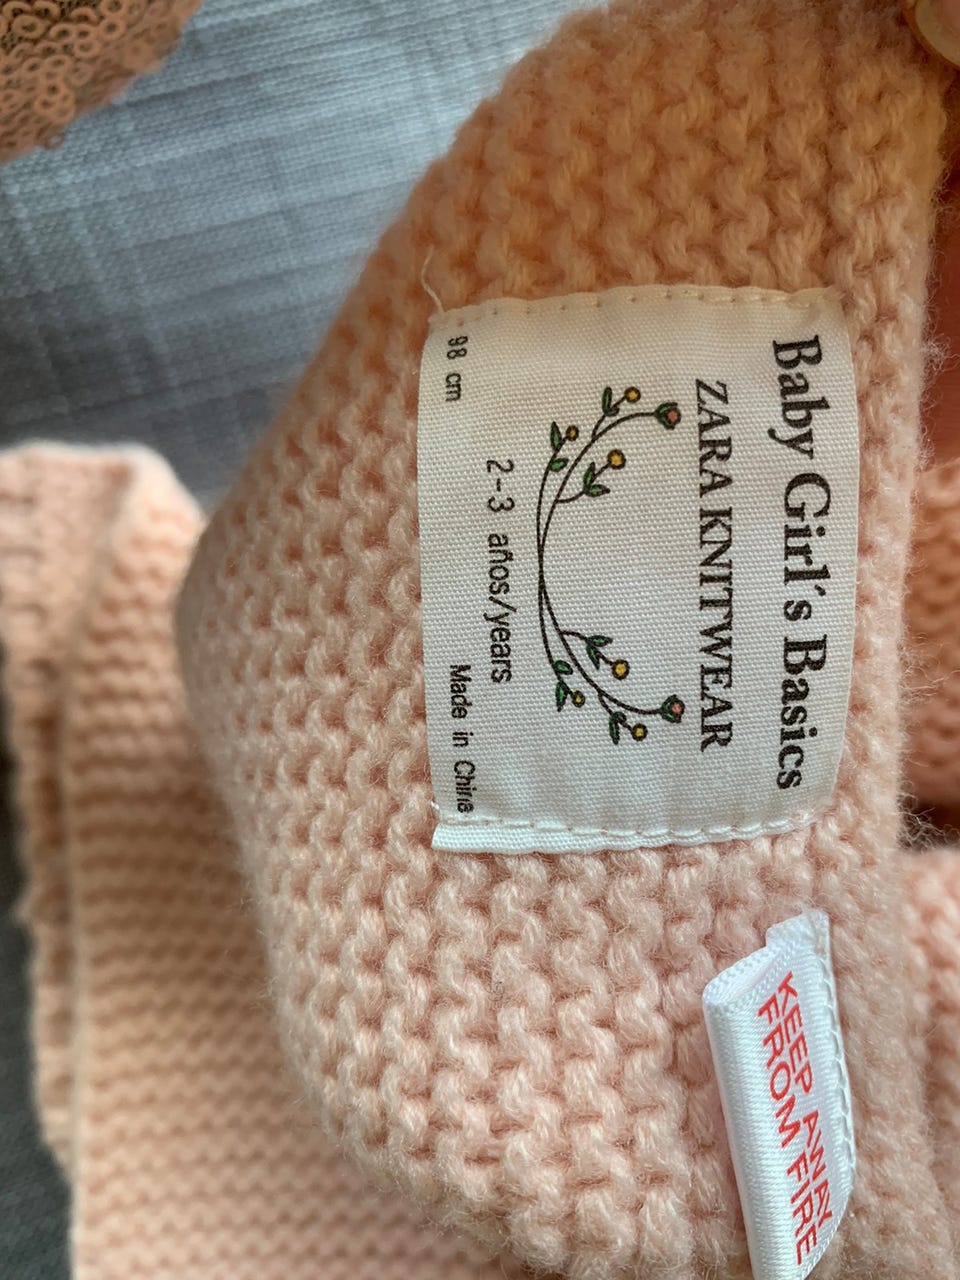 Baby Girl´s Basics
ZARA KNITWEAR
2-3 años/years
98 cm
Made in China
KEEP AWAY
FROM FIRE